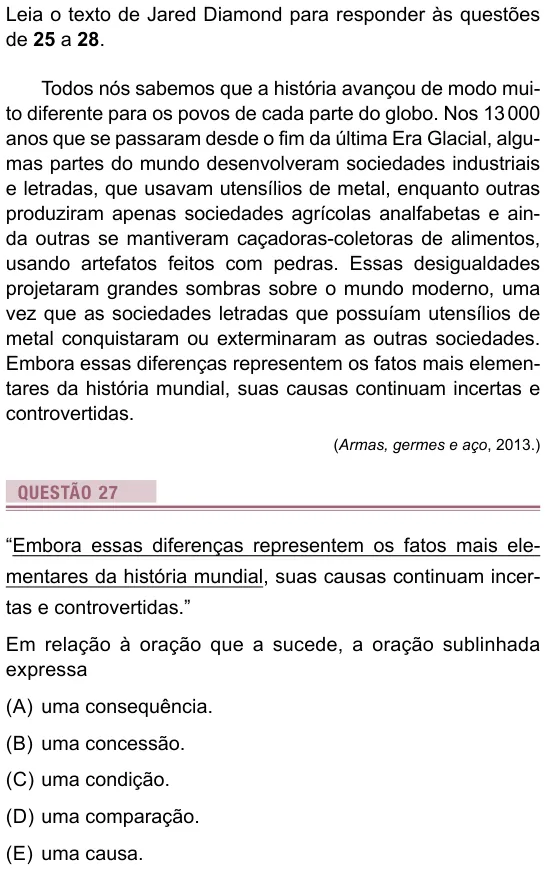 Leia o texto de Jared Diamond para responder às questões
de 25 a 28.
Todos nós sabemos que a história avançou de modo mui-
to diferente para os povos de cada parte do globo. Nos 13 000
anos que se passaram desde o fim da última Era Glacial, algu-
mas partes do mundo desenvolveram sociedades industriais
e letradas, que usavam utensílios de metal, enquanto outras
produziram apenas sociedades agrícolas analfabetas e ain-
da outras se mantiveram caçadoras-coletoras de alimentos,
usando artefatos feitos com pedras. Essas desigualdades
projetaram grandes sombras sobre o mundo moderno, uma
vez que as sociedades letradas que possuíam utensílios de
metal conquistaram ou exterminaram as outras sociedades.
Embora essas diferenças representem os fatos mais elemen-
tares da história mundial, suas causas continuam incertas e
controvertidas.
(Armas, germes e aço, 2013.)
QUESTÃO 27
“Embora essas diferenças representem os fatos mais ele-
mentares da história mundial, suas causas continuam incer-
tas e controvertidas.”
Em relação à oração que a sucede, a oração sublinhada
expressa
(A) uma consequência.
(B) uma concessão.
(C) uma condição.
(D) uma comparação.
(E) uma causa.